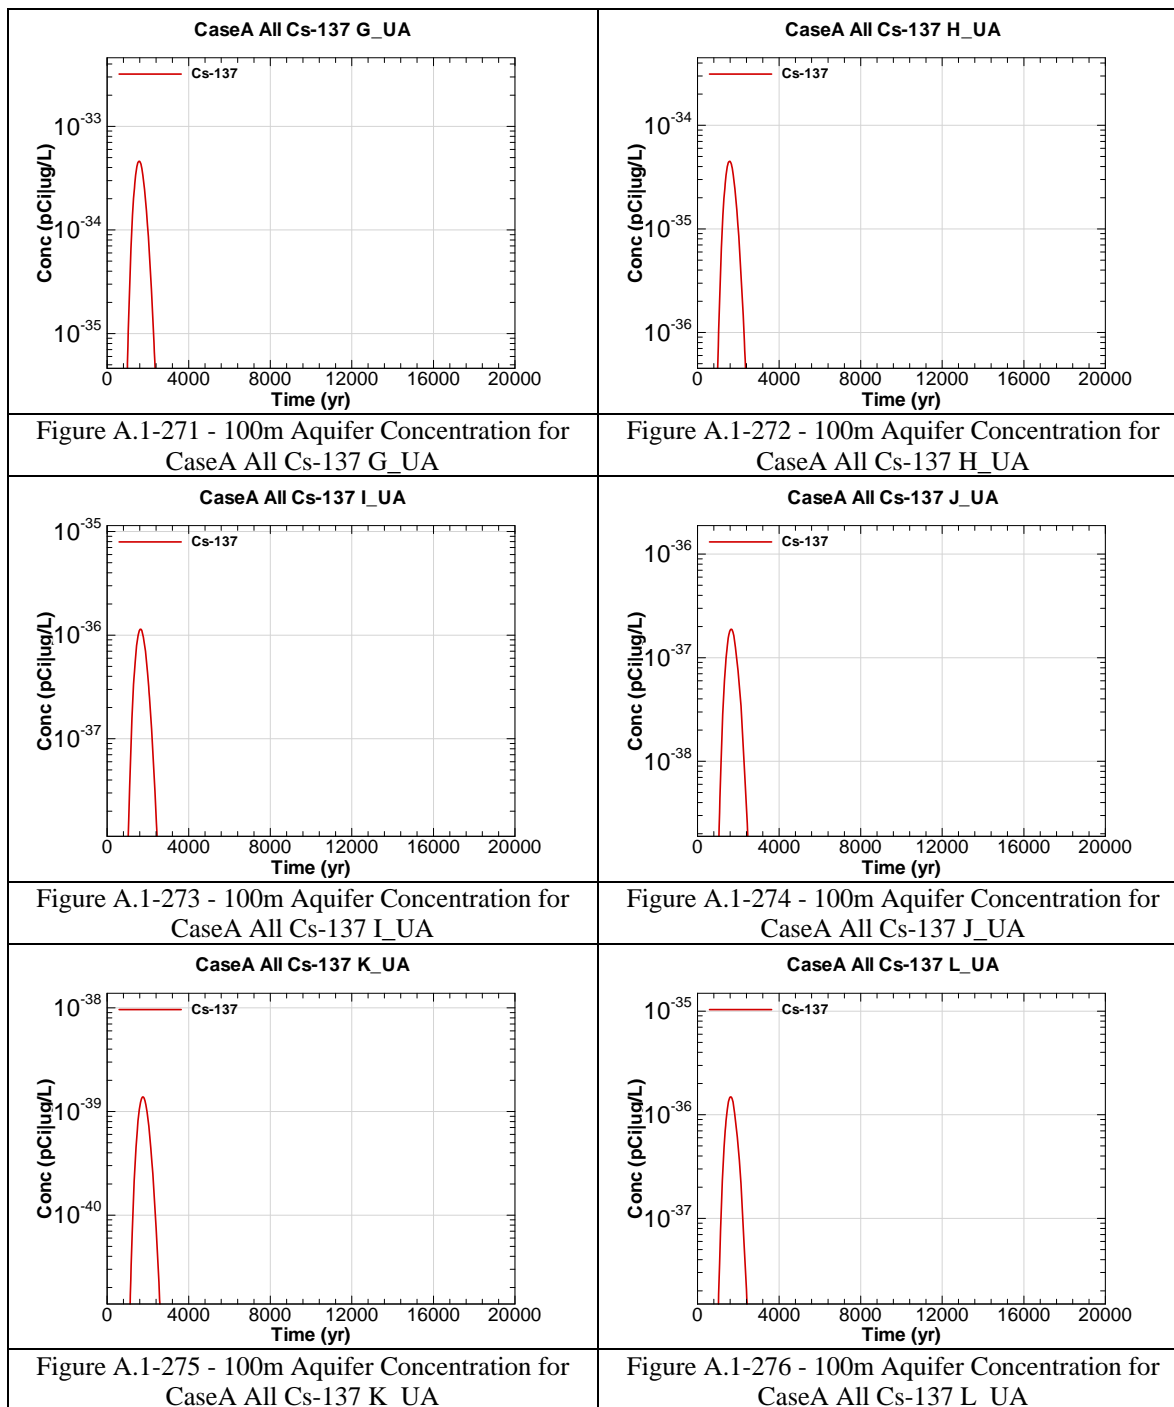 CaseA All Cs-137 G_UA
Cs-137
10-33
10-34
10-35
Conc (pCi|ug/L)
0 4000 8000 12000 16000 20000
Time (yr)
Figure A.1-271 - 100m Aquifer Concentration for
CaseA All Cs-137 G_UA
CaseA All Cs-137 H_UA
Cs-137
10-34
10-35
10-36
Conc (pCi|ug/L)
0 4000 8000 12000 16000 20000
Time (yr)
Figure A.1-272 - 100m Aquifer Concentration for
CaseA All Cs-137 H_UA
CaseA All Cs-137 I_UA
Cs-137
10-35
10-36
10-37
Conc (pCi|ug/L)
0 4000 8000 12000 16000 20000
Time (yr)
Figure A.1-273 - 100m Aquifer Concentration for
CaseA All Cs-137 I_UA
CaseA All Cs-137 J_UA
Cs-137
10-36
10-37
10-38
Conc (pCi|ug/L)
0 4000 8000 12000 16000 20000
Time (yr)
Figure A.1-274 - 100m Aquifer Concentration for
CaseA All Cs-137 J_UA
CaseA All Cs-137 K_UA
Cs-137
10-38
10-39
10-40
Conc (pCi|ug/L)
0 4000 8000 12000 16000 20000
Time (yr)
Figure A.1-275 - 100m Aquifer Concentration for
CaseA All Cs-137 K_UA
CaseA All Cs-137 L_UA
Cs-137
10-35
10-36
10-37
Conc (pCi|ug/L)
0 4000 8000 12000 16000 20000
Time (yr)
Figure A.1-276 - 100m Aquifer Concentration for
CaseA All Cs-137 L_UA